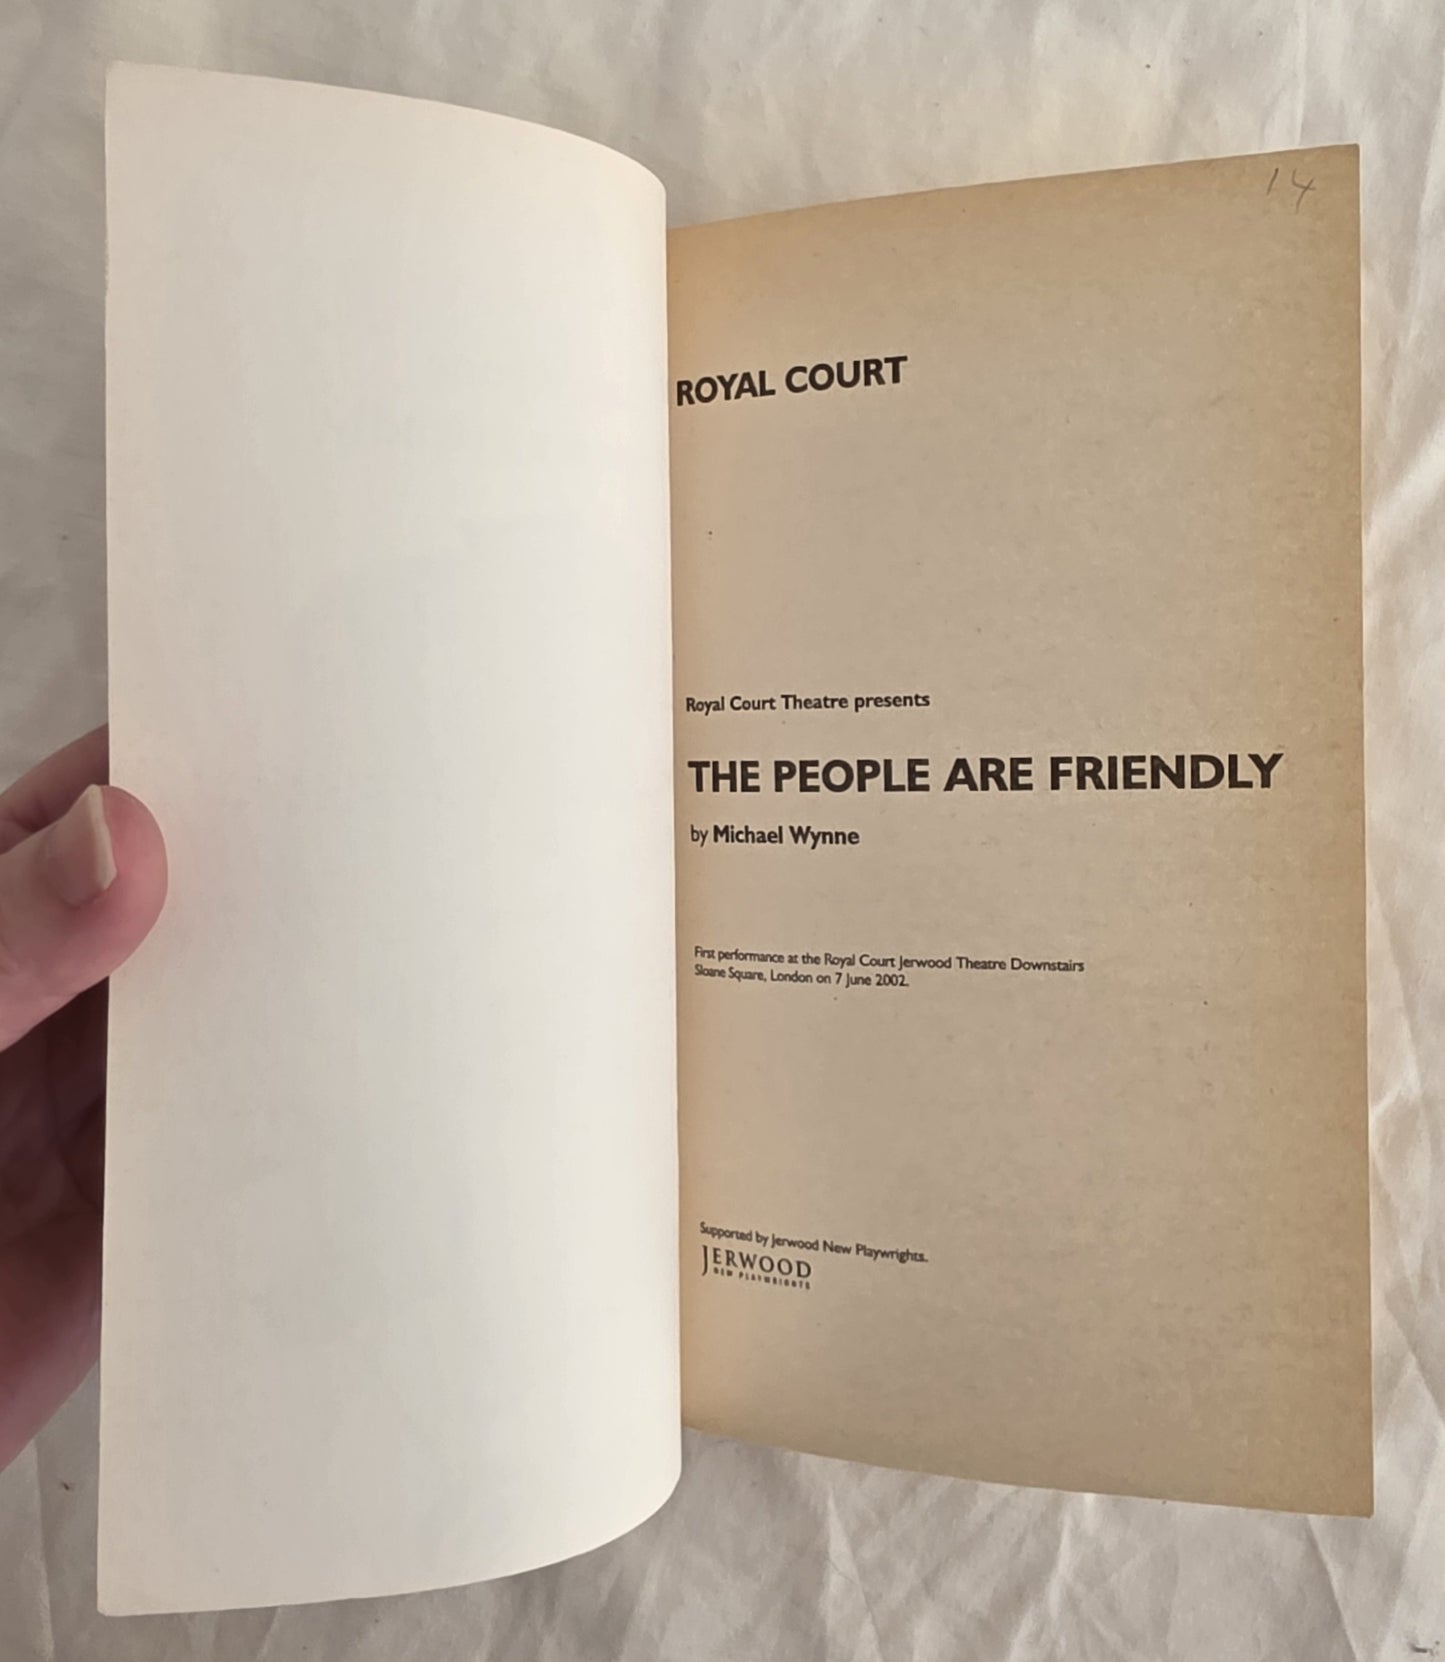 14
ROYAL COURT
Royal Court Theatre presents
THE PEOPLE ARE FRIENDLY
by Michael Wynne
First performance at the Royal Court Jerwood Theatre Downstairs
Sloane Square, London on 7 June 2002.
Supported by Jerwood New Playwrights.
JERWOOD
NEW PLAYWRIGHTS